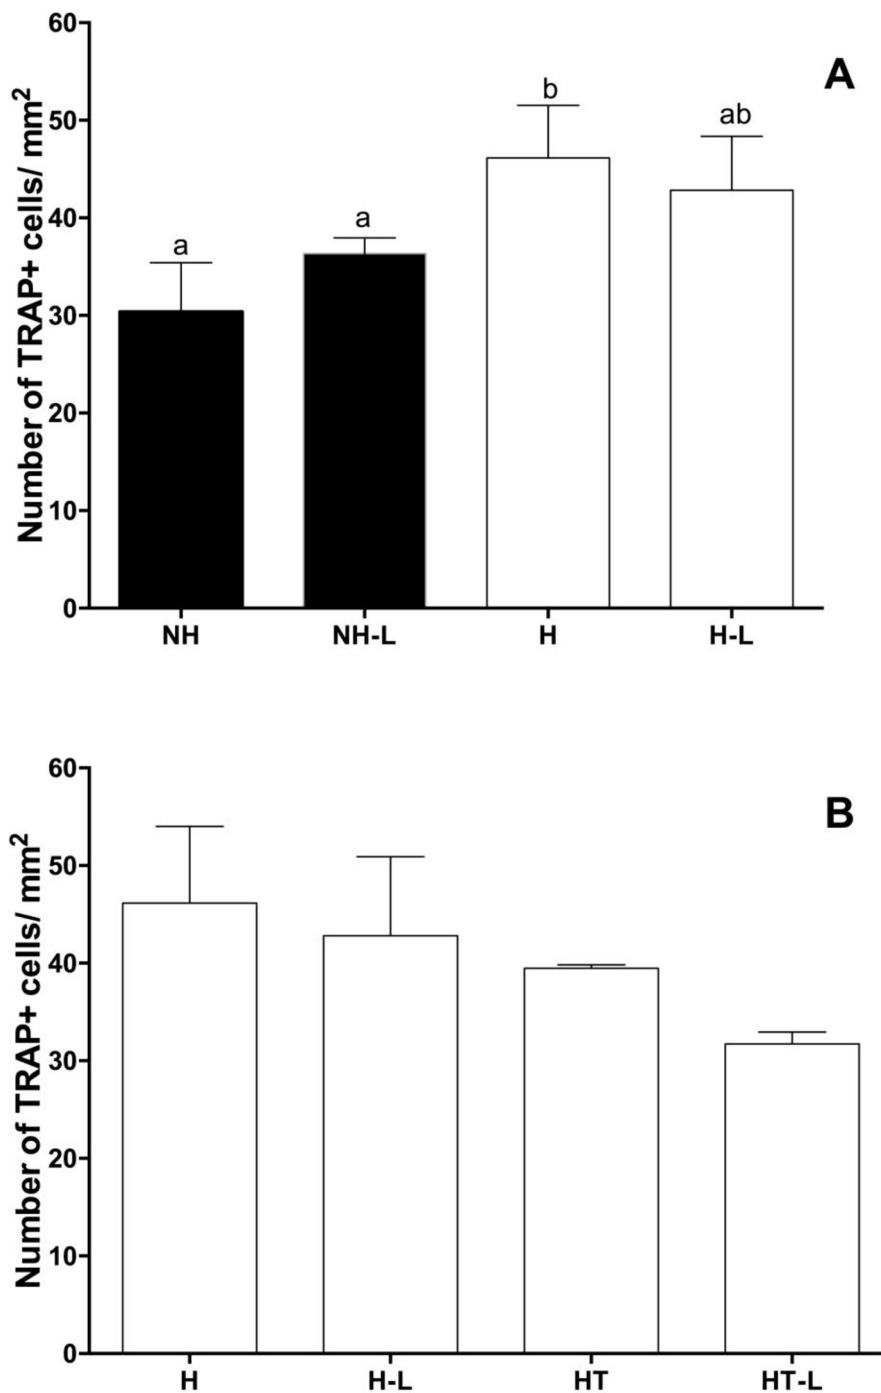 A
Number of TRAP+ cells/ mm²
60
50
40
30
20
10
0
a
a
b
ab
NH
NH-L
H
H-L
B
Number of TRAP+ cells/ mm²
60
50
40
30
20
10
0
H
H-L
HT
HT-L